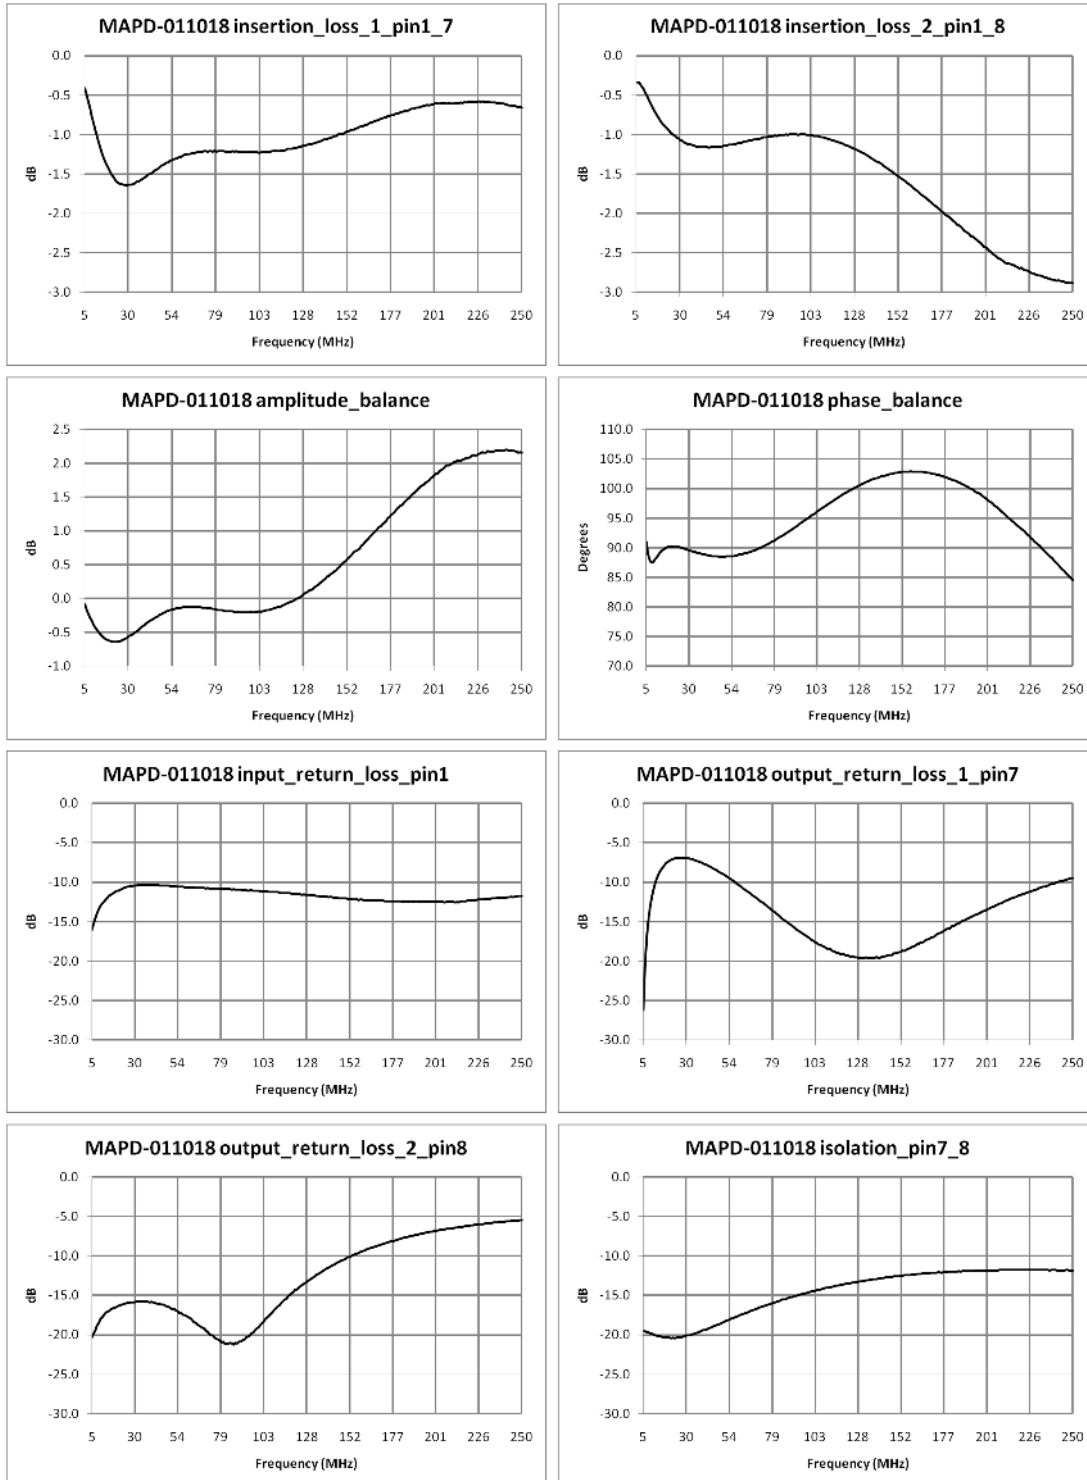 MAPD-011018 insertion_loss_1_pin1_7
0.0
-0.5
-1.0
-1.5
-2.0
-2.5
-3.0
dB
5 30 54 79 103 128 152 177 201 226 250
Frequency (MHz)
MAPD-011018 insertion_loss_2_pin1_8
0.0
-0.5
-1.0
-1.5
-2.0
-2.5
-3.0
dB
5 30 54 79 103 128 152 177 201 226 250
Frequency (MHz)
MAPD-011018 amplitude_balance
2.5
2.0
1.5
1.0
0.5
0.0
-0.5
-1.0
dB
5 30 54 79 103 128 152 177 201 226 250
Frequency (MHz)
MAPD-011018 phase_balance
110.0
105.0
100.0
95.0
90.0
85.0
80.0
75.0
70.0
Degrees
5 30 54 79 103 128 152 177 201 226 250
Frequency (MHz)
MAPD-011018 input_return_loss_pin1
0.0
-5.0
-10.0
-15.0
-20.0
-25.0
-30.0
dB
5 30 54 79 103 128 152 177 201 226 250
Frequency (MHz)
MAPD-011018 output_return_loss_1_pin7
0.0
-5.0
-10.0
-15.0
-20.0
-25.0
-30.0
dB
5 30 54 79 103 128 152 177 201 226 250
Frequency (MHz)
MAPD-011018 output_return_loss_2_pin8
0.0
-5.0
-10.0
-15.0
-20.0
-25.0
-30.0
dB
5 30 54 79 103 128 152 177 201 226 250
Frequency (MHz)
MAPD-011018 isolation_pin7_8
0.0
-5.0
-10.0
-15.0
-20.0
-25.0
-30.0
dB
5 30 54 79 103 128 152 177 201 226 250
Frequency (MHz)